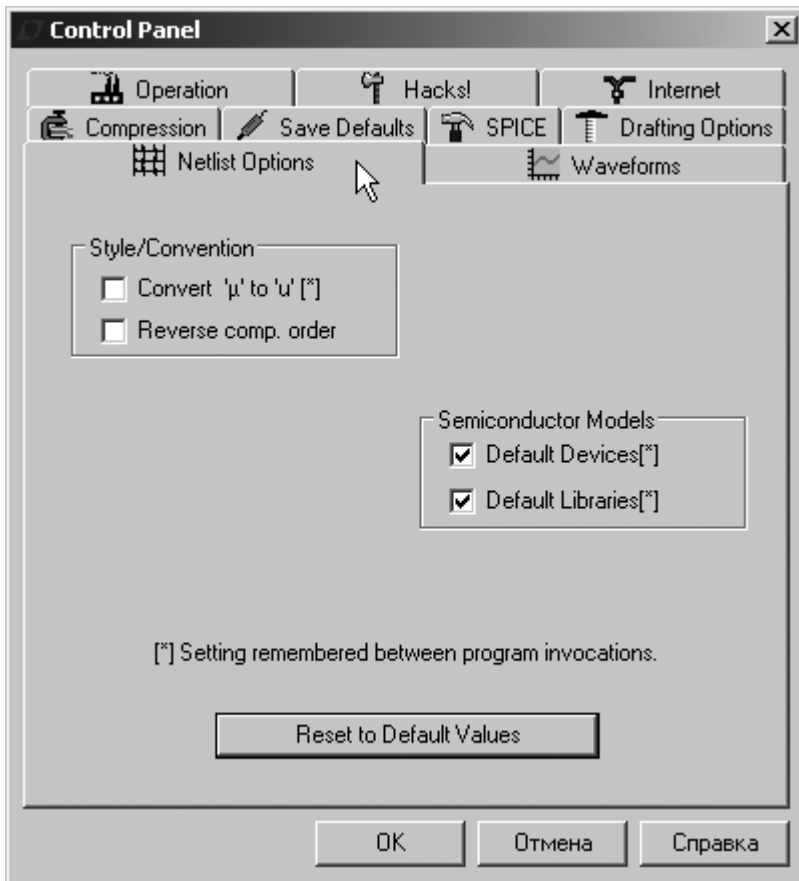 Control Panel
Operation Hacks! Internet
Compression Save Defaults SPICE Drafting Options
Netlist Options Waveforms
Style/Convention
Convert 'µ' to 'u' [*]
Reverse comp. order
Semiconductor Models
Default Devices[*]
Default Libraries[*]
[*] Setting remembered between program invocations.
Reset to Default Values
OK Отмена Справка